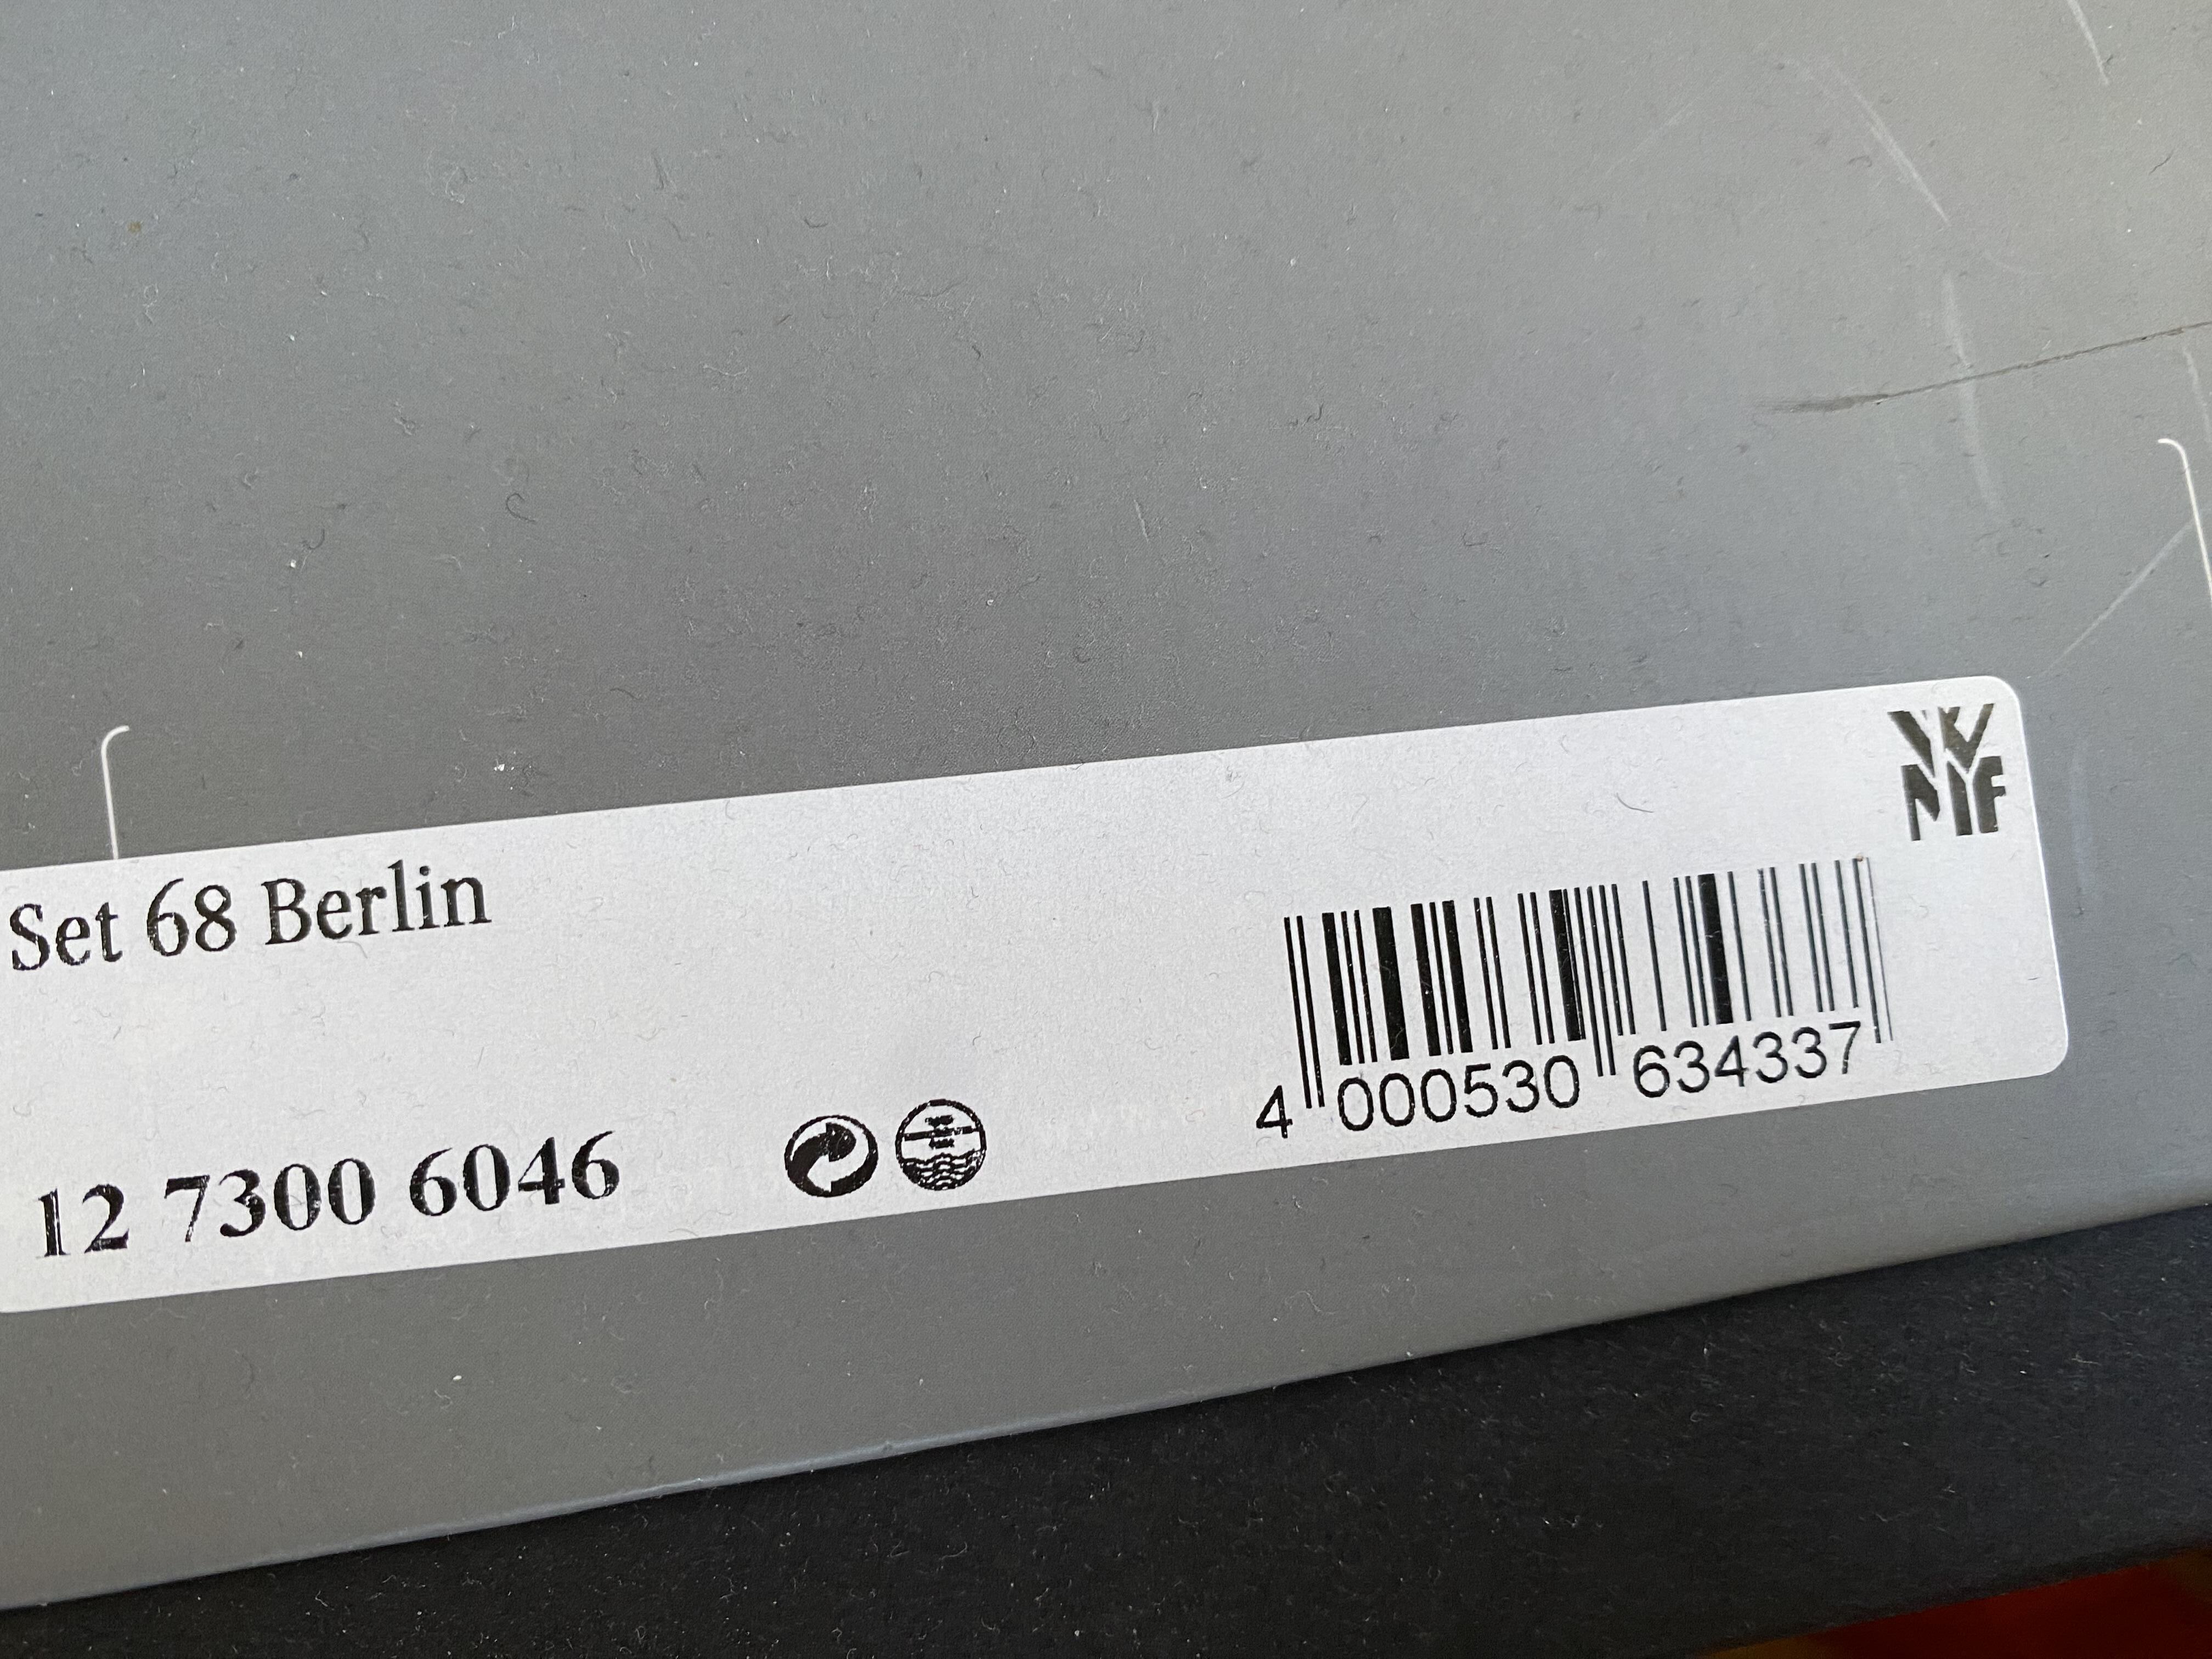 WMF
Set 68 Berlin
4 000530 634337
12 7300 6046